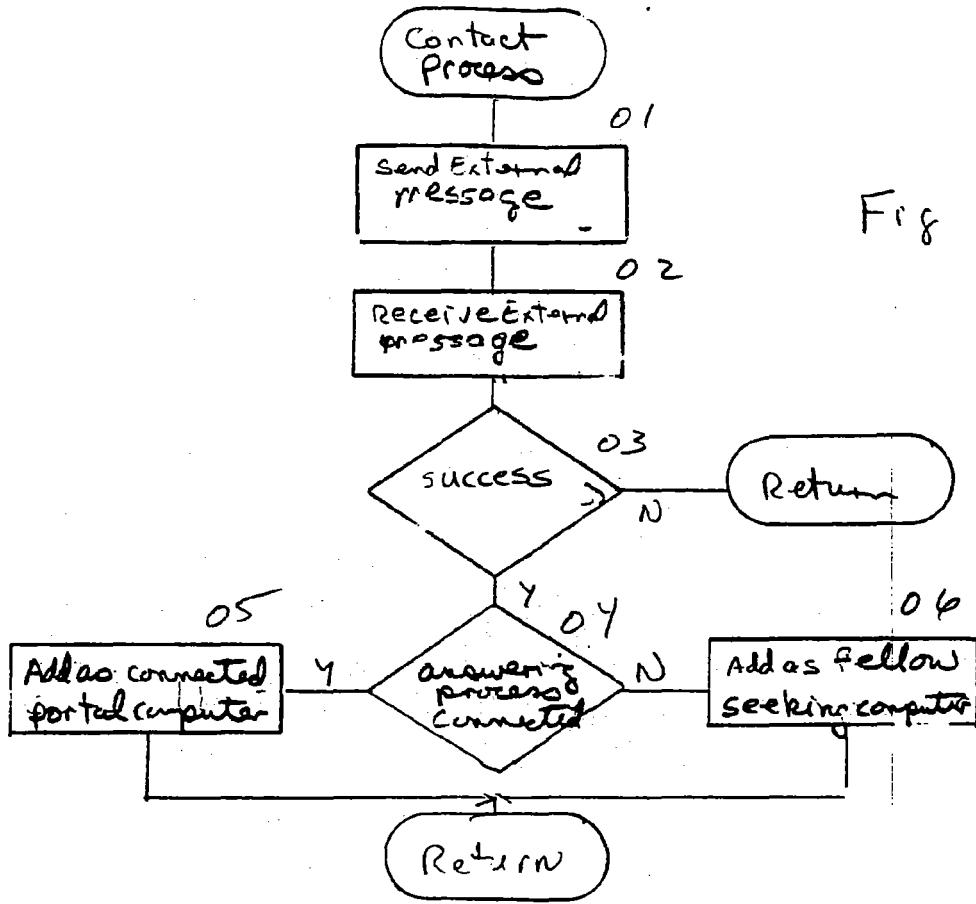 Contact
Process
01
Send External
message
Fig
02
Receive External
message
03
success
N
Return
Y
05
04
06
Add as connected
portal computer
Y
answering
process
connected
N
Add as fellow
seeking computer
Return